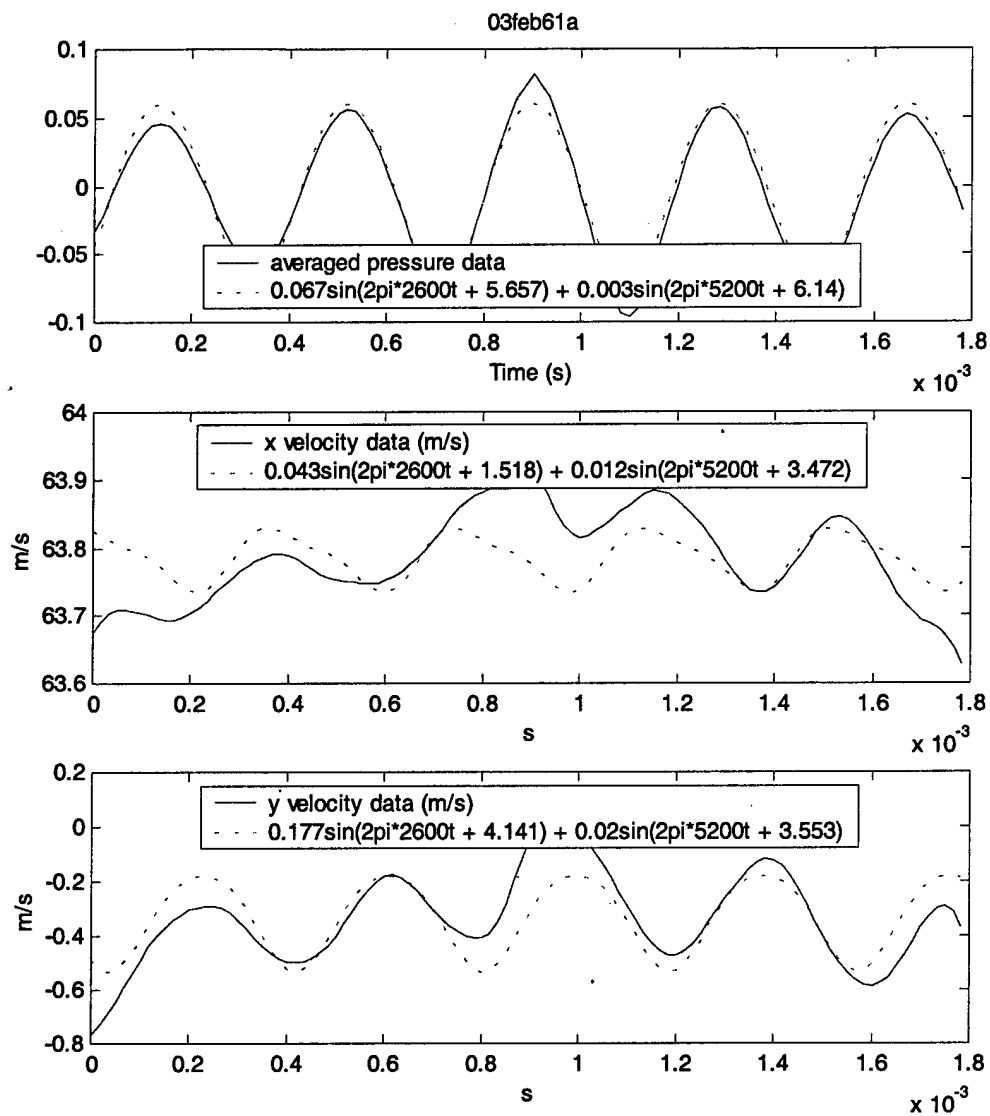 03feb61a
0.1
0.05
0
-0.05
-0.1
averaged pressure data
0.067sin(2pi*2600t + 5.657) + 0.003sin(2pi*5200t + 6.14)
0 0.2 0.4 0.6 0.8 1 1.2 1.4 1.6 1.8
Time (s)
x 10^-3
64
63.9
63.8
63.7
63.6
m/s
x velocity data (m/s)
0.043sin(2pi*2600t + 1.518) + 0.012sin(2pi*5200t + 3.472)
0 0.2 0.4 0.6 0.8 1 1.2 1.4 1.6 1.8
s
x 10^-3
0.2
0
-0.2
-0.4
-0.6
-0.8
m/s
y velocity data (m/s)
0.177sin(2pi*2600t + 4.141) + 0.02sin(2pi*5200t + 3.553)
0 0.2 0.4 0.6 0.8 1 1.2 1.4 1.6 1.8
s
x 10^-3